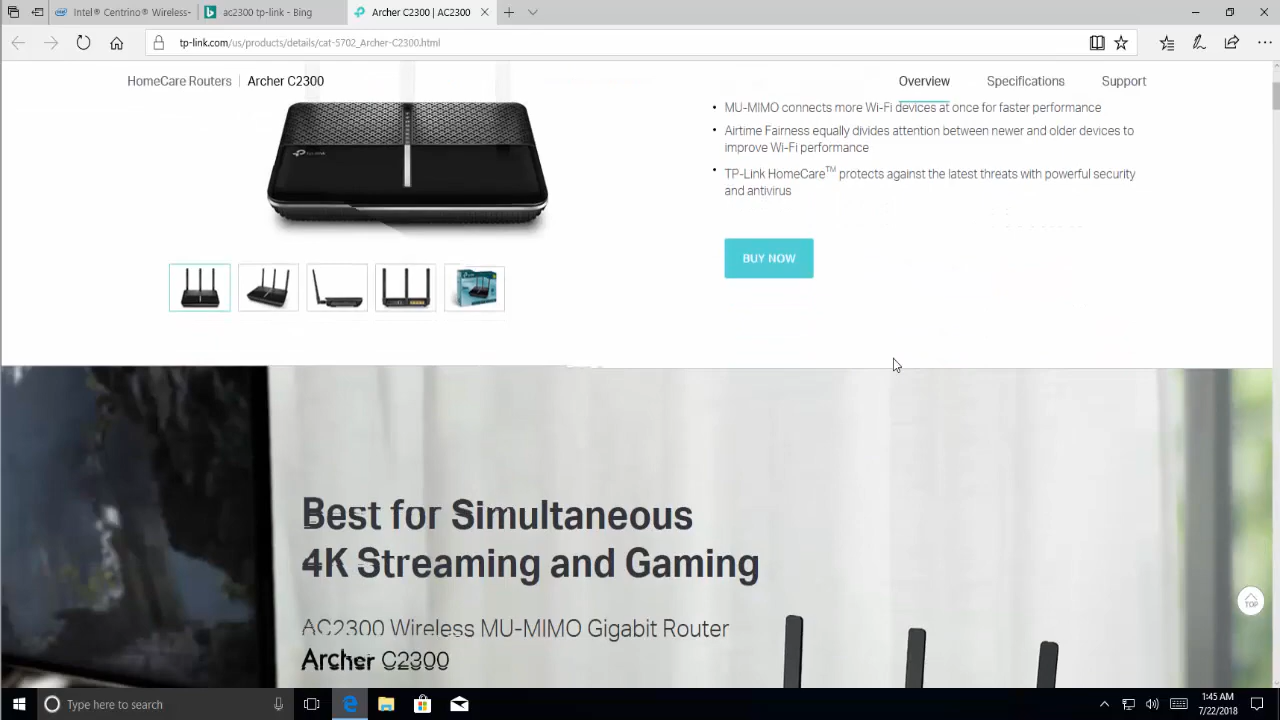 Intel® Centrino® Wireless-
ac2300 tp-link - Bing
Archer C2300 | AC2300
tp-link.com/us/products/details/cat-5702_Archer-C2300.html
HomeCare Routers
Archer C2300
Overview
Specifications
Support
• MU-MIMO connects more Wi-Fi devices at once for faster performance
• Airtime Fairness equally divides attention between newer and older devices to
improve Wi-Fi performance
• TP-Link HomeCare™ protects against the latest threats with powerful security
and antivirus
BUY NOW
Best for Simultaneous
4K Streaming and Gaming
AC2300 Wireless MU-MIMO Gigabit Router
Archer C2300
TOP
Type here to search
1:45 AM
7/22/2018